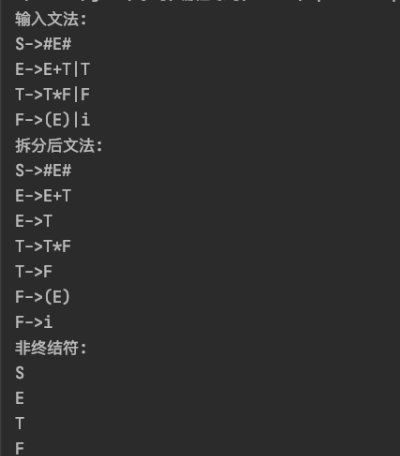 输入文法:
S->#E#
E->E+T|T
T->T*F|F
F->(E)|i
拆分后文法:
S->#E#
E->E+T
E->T
T->T*F
T->F
F->(E)
F->i
非终结符:
S
E
T
F